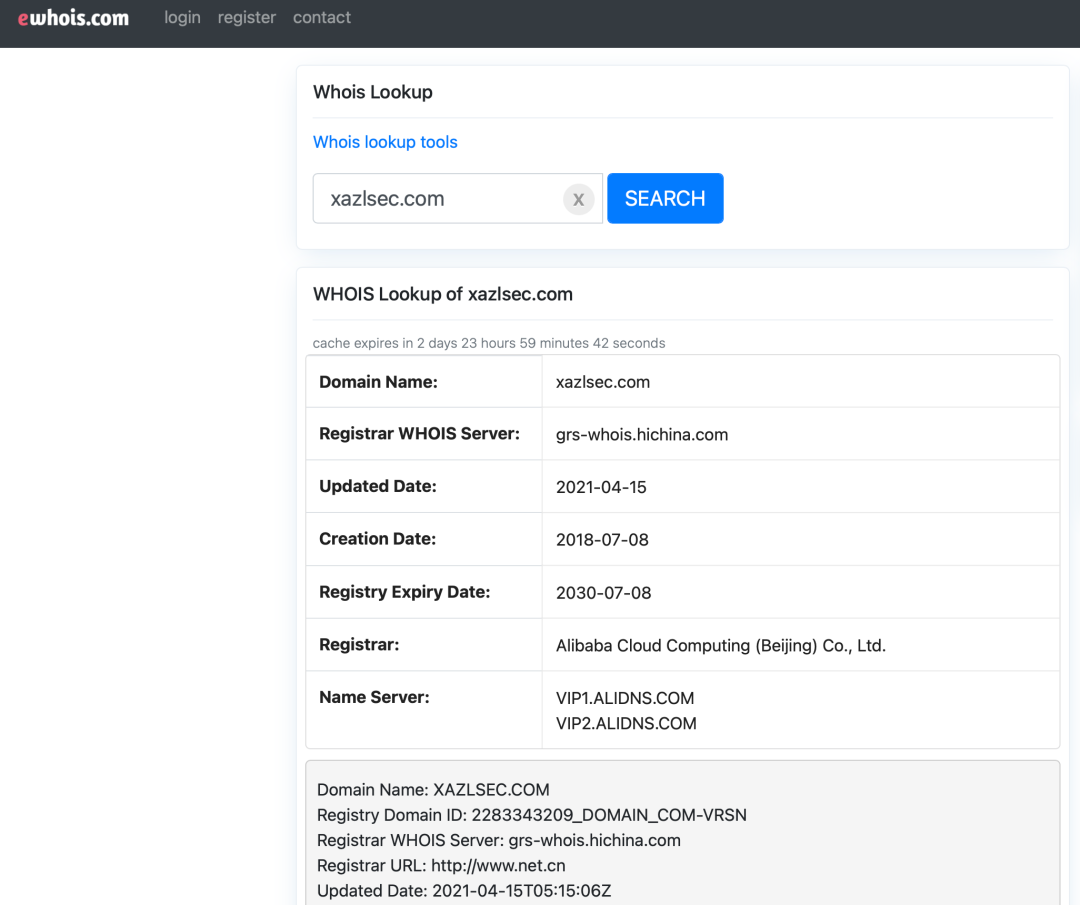 ewhois.com login register contact
Whois Lookup
Whois lookup tools
xazlsec.com X SEARCH
WHOIS Lookup of xazlsec.com
cache expires in 2 days 23 hours 59 minutes 42 seconds
Domain Name: xazlsec.com
Registrar WHOIS Server: grs-whois.hichina.com
Updated Date: 2021-04-15
Creation Date: 2018-07-08
Registry Expiry Date: 2030-07-08
Registrar: Alibaba Cloud Computing (Beijing) Co., Ltd.
Name Server: VIP1.ALIDNS.COM
VIP2.ALIDNS.COM
Domain Name: XAZLSEC.COM
Registry Domain ID: 2283343209_DOMAIN_COM-VRSN
Registrar WHOIS Server: grs-whois.hichina.com
Registrar URL: http://www.net.cn
Updated Date: 2021-04-15T05:15:06Z